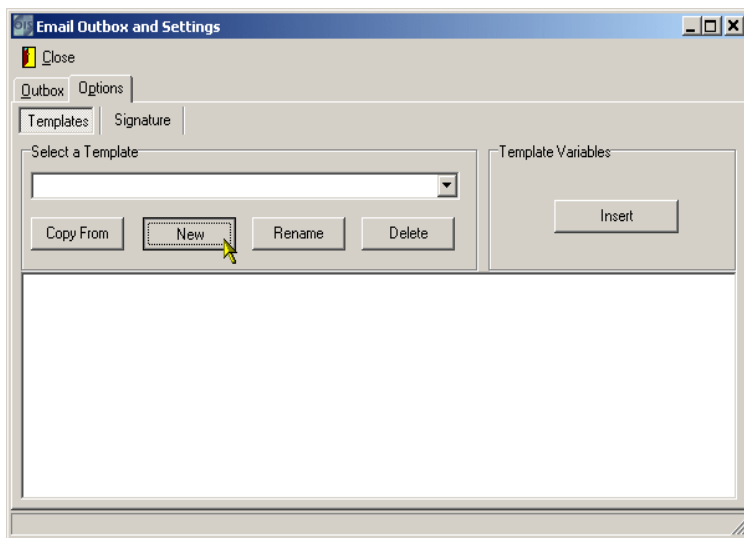 Email Outbox and Settings
Close
Outbox Options
Templates Signature
Select a Template Template Variables
Insert
Copy From New Rename Delete